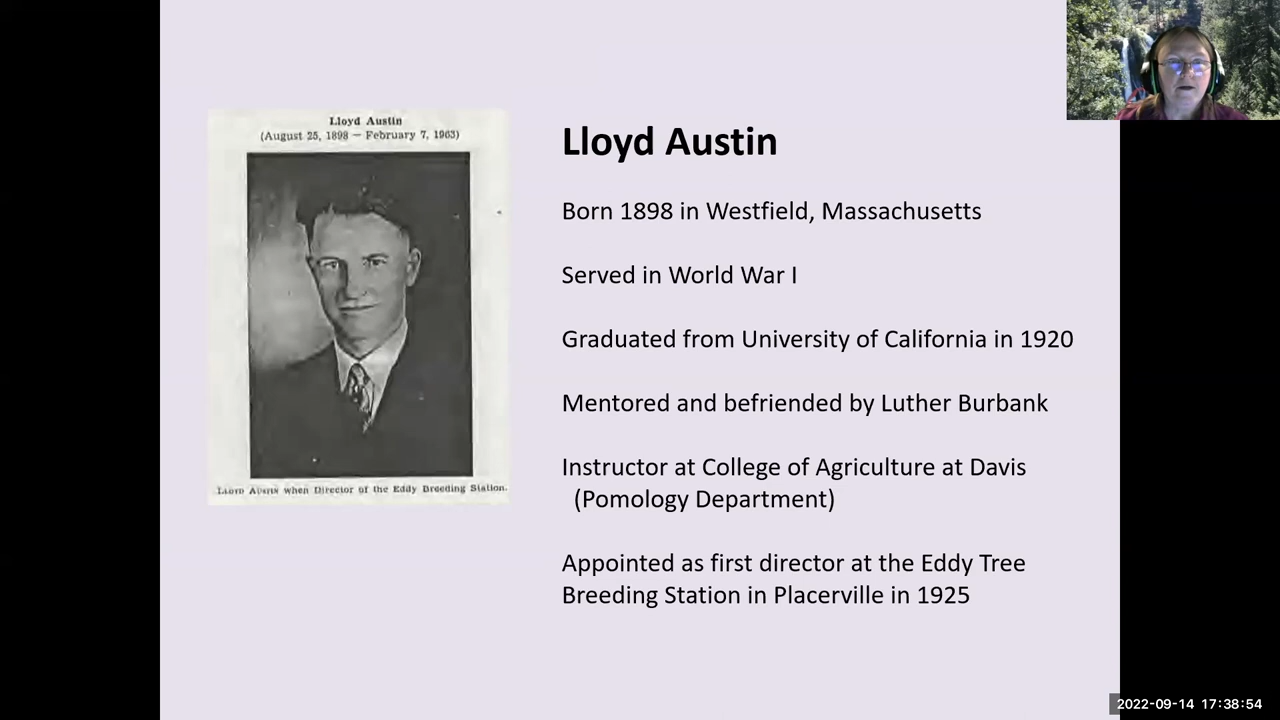 Lloyd Austin
(August 25, 1898 — February 7, 1963)
LLOYD AUSTIN when Director of the Eddy Breeding Station.
Lloyd Austin
Born 1898 in Westfield, Massachusetts
Served in World War I
Graduated from University of California in 1920
Mentored and befriended by Luther Burbank
Instructor at College of Agriculture at Davis
(Pomology Department)
Appointed as first director at the Eddy Tree
Breeding Station in Placerville in 1925
2022-09-14 17:38:54